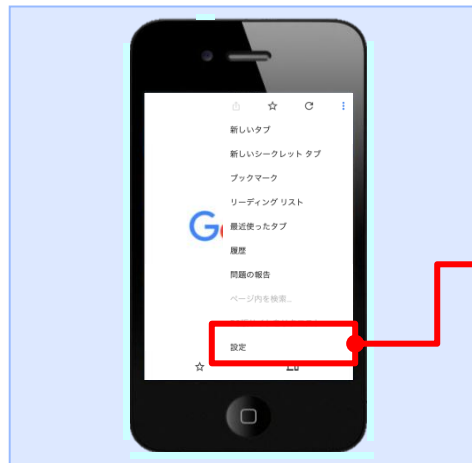 新しいタブ
新しいシークレット タブ
ブックマーク
リーディング リスト
G
最近使ったタブ
履歴
問題の報告
ページ内を検索...
設定